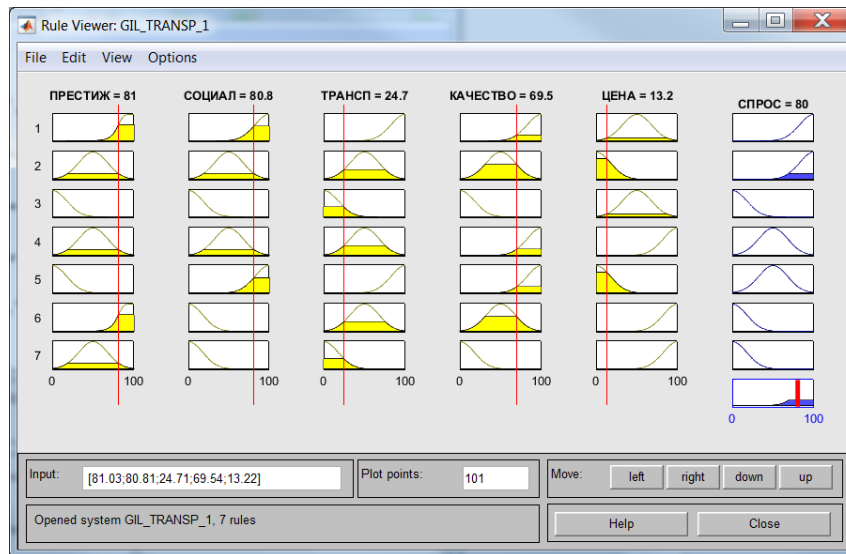 Rule Viewer: GIL_TRANSP_1
File Edit View Options
ПРЕСТИЖ = 81 СОЦИАЛ = 80.8 ТРАНСП = 24.7 КАЧЕСТВО = 69.5 ЦЕНА = 13.2 СПРОС = 80
1
2
3
4
5
6
7
0 100 0 100 0 100 0 100 0 100
0 100
Input: [81.03;80.81;24.71;69.54;13.22] Plot points: 101 Move: left right down up
Opened system GIL_TRANSP_1, 7 rules Help Close